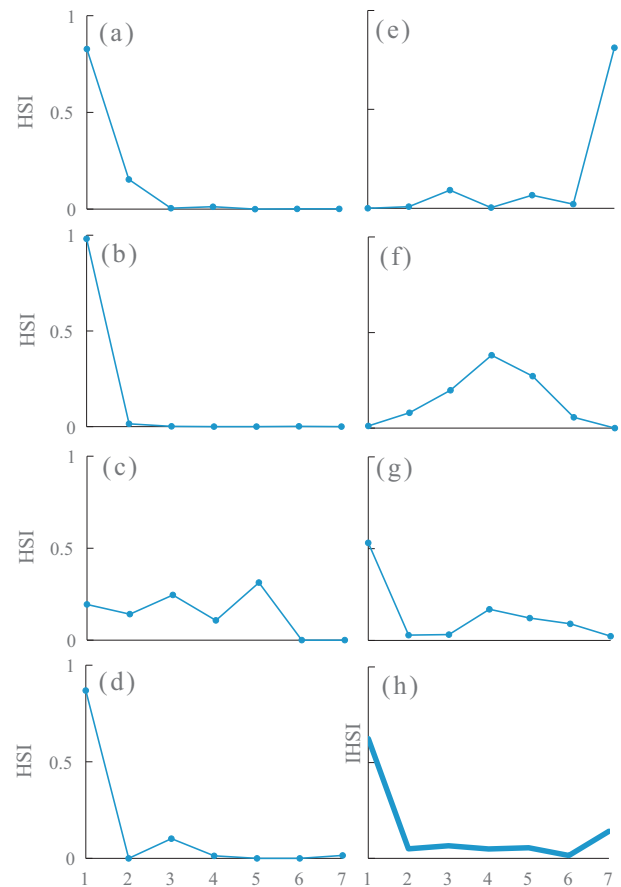 1
(a)
(e)
HSI
0.5
0
1
(b)
(f)
HSI
0.5
0
1
(c)
(g)
HSI
0.5
0
1
(d)
(h)
HSI
0.5
IHSI
0
1 2 3 4 5 6 7
1 2 3 4 5 6 7